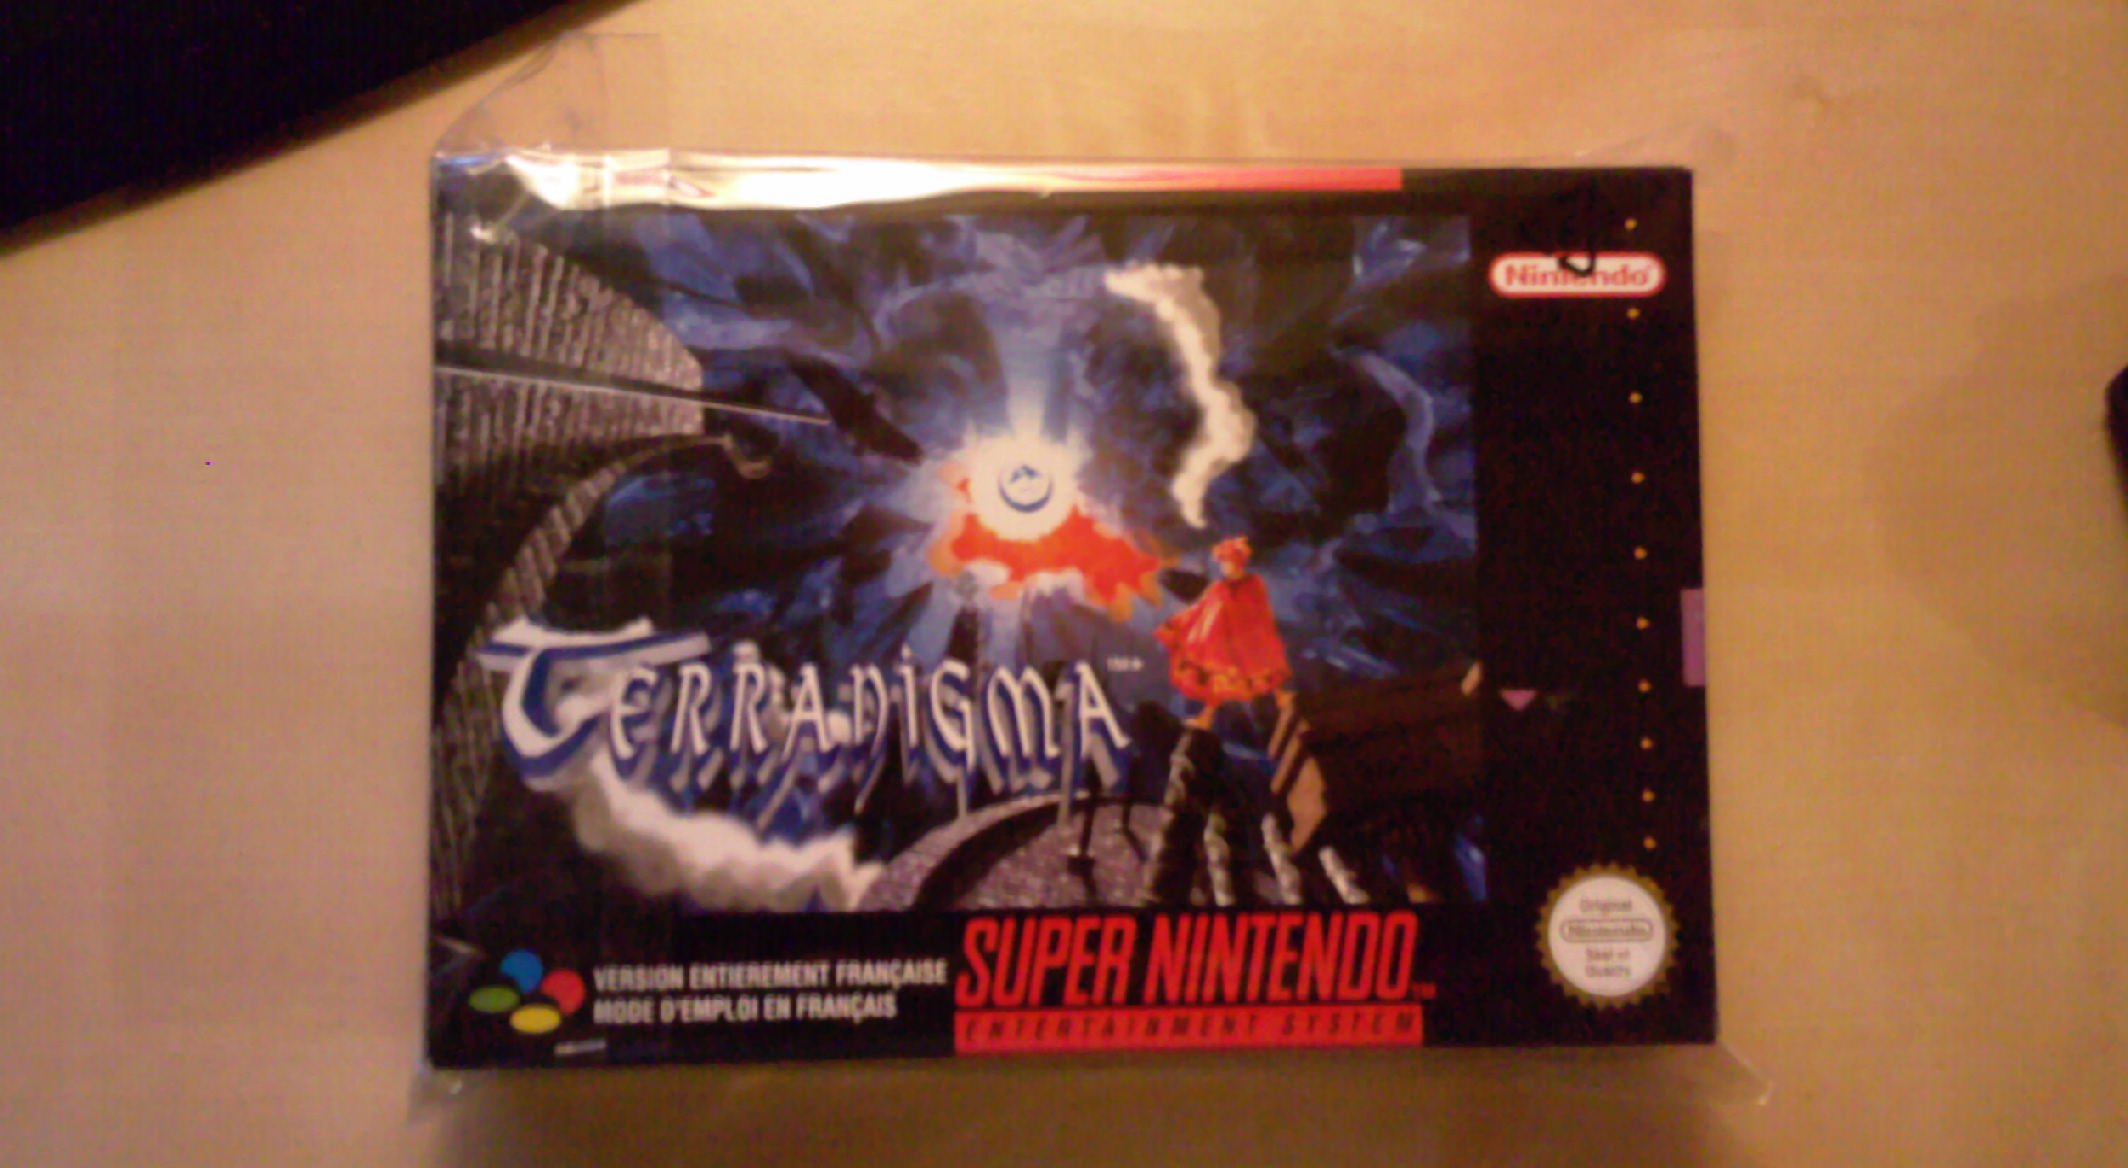 Nintendo
TERRANIGMA
VERSION ENTIEREMENT FRANÇAISE
MODE D'EMPLOI EN FRANÇAIS
SUPER NINTENDO
ENTERTAINMENT SYSTEM
Original
Nintendo
Seal of
Quality